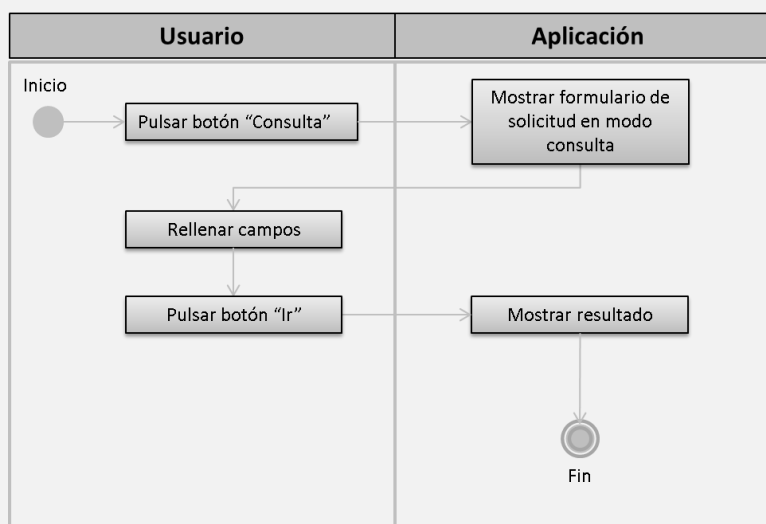 Usuario
Aplicación
Inicio
Pulsar botón “Consulta”
Mostrar formulario de
solicitud en modo
consulta
Rellenar campos
Pulsar botón “Ir”
Mostrar resultado
Fin